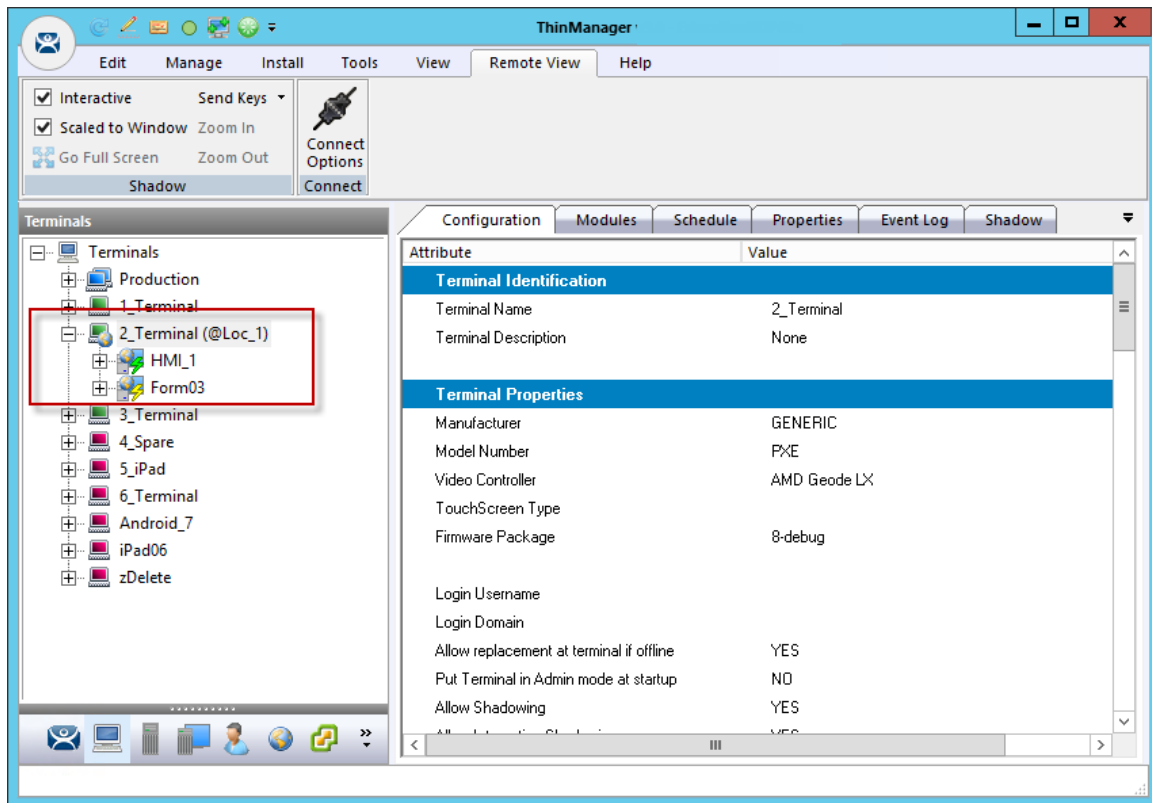 ThinManager
Edit Manage Install Tools View Remote View Help
Interactive Send Keys
Scaled to Window Zoom In
Go Full Screen Zoom Out
Connect Options
Shadow Connect
Terminals
Configuration Modules Schedule Properties Event Log Shadow
Terminals
Production
1_Terminal
2_Terminal (@Loc_1)
HMI_1
Form03
3_Terminal
4_Spare
5_iPad
6_Terminal
Android_7
iPad06
zDelete
Attribute Value
Terminal Identification
Terminal Name 2_Terminal
Terminal Description None
Terminal Properties
Manufacturer GENERIC
Model Number PXE
Video Controller AMD Geode LX
TouchScreen Type
Firmware Package 8-debug
Login Username
Login Domain
Allow replacement at terminal if offline YES
Put Terminal in Admin mode at startup NO
Allow Shadowing YES